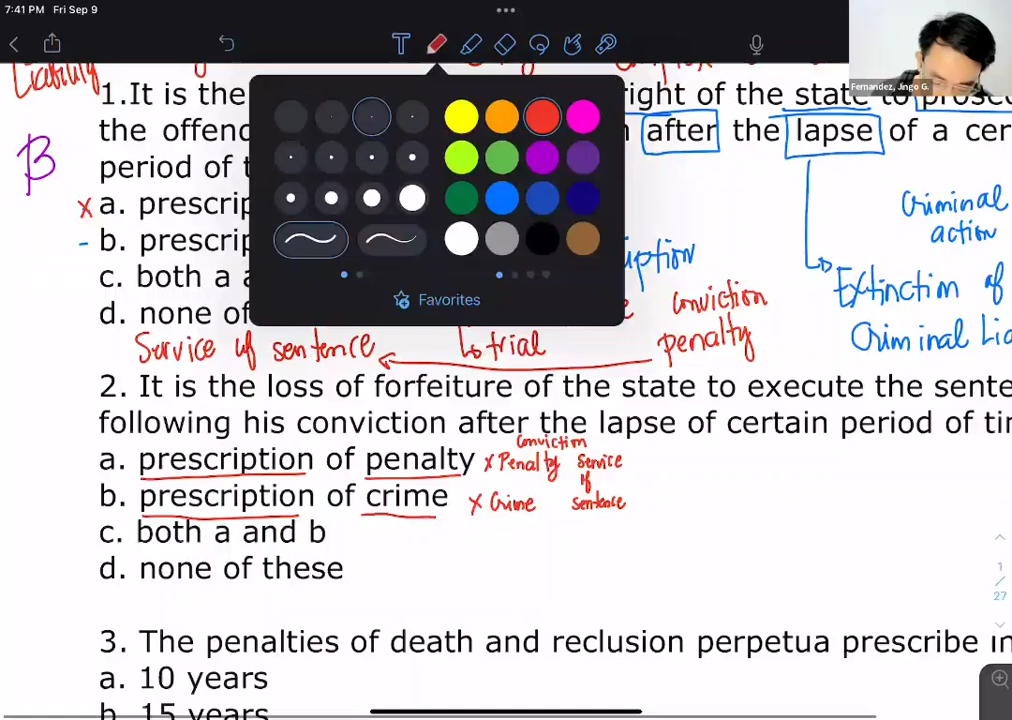 7:41 PM Fri Sep 9
Fernandez, Jingo G.
Liability
1.It is the right of the state to prosec
the offend after the lapse of a cer
period of t
B
x a. prescrip
- b. prescrip iption
c. both a a
d. none of conviction
Service of sentence trial penalty
Criminal
action
Extinction of
Criminal Lia
Favorites
2. It is the loss of forfeiture of the state to execute the sente
following his conviction after the lapse of certain period of tin
a. prescription of penalty x Penalty
conviction
Service
of
sentence
b. prescription of crime x Crime
c. both a and b
d. none of these
1
/
27
3. The penalties of death and reclusion perpetua prescribe in
a. 10 years
b. 15 years